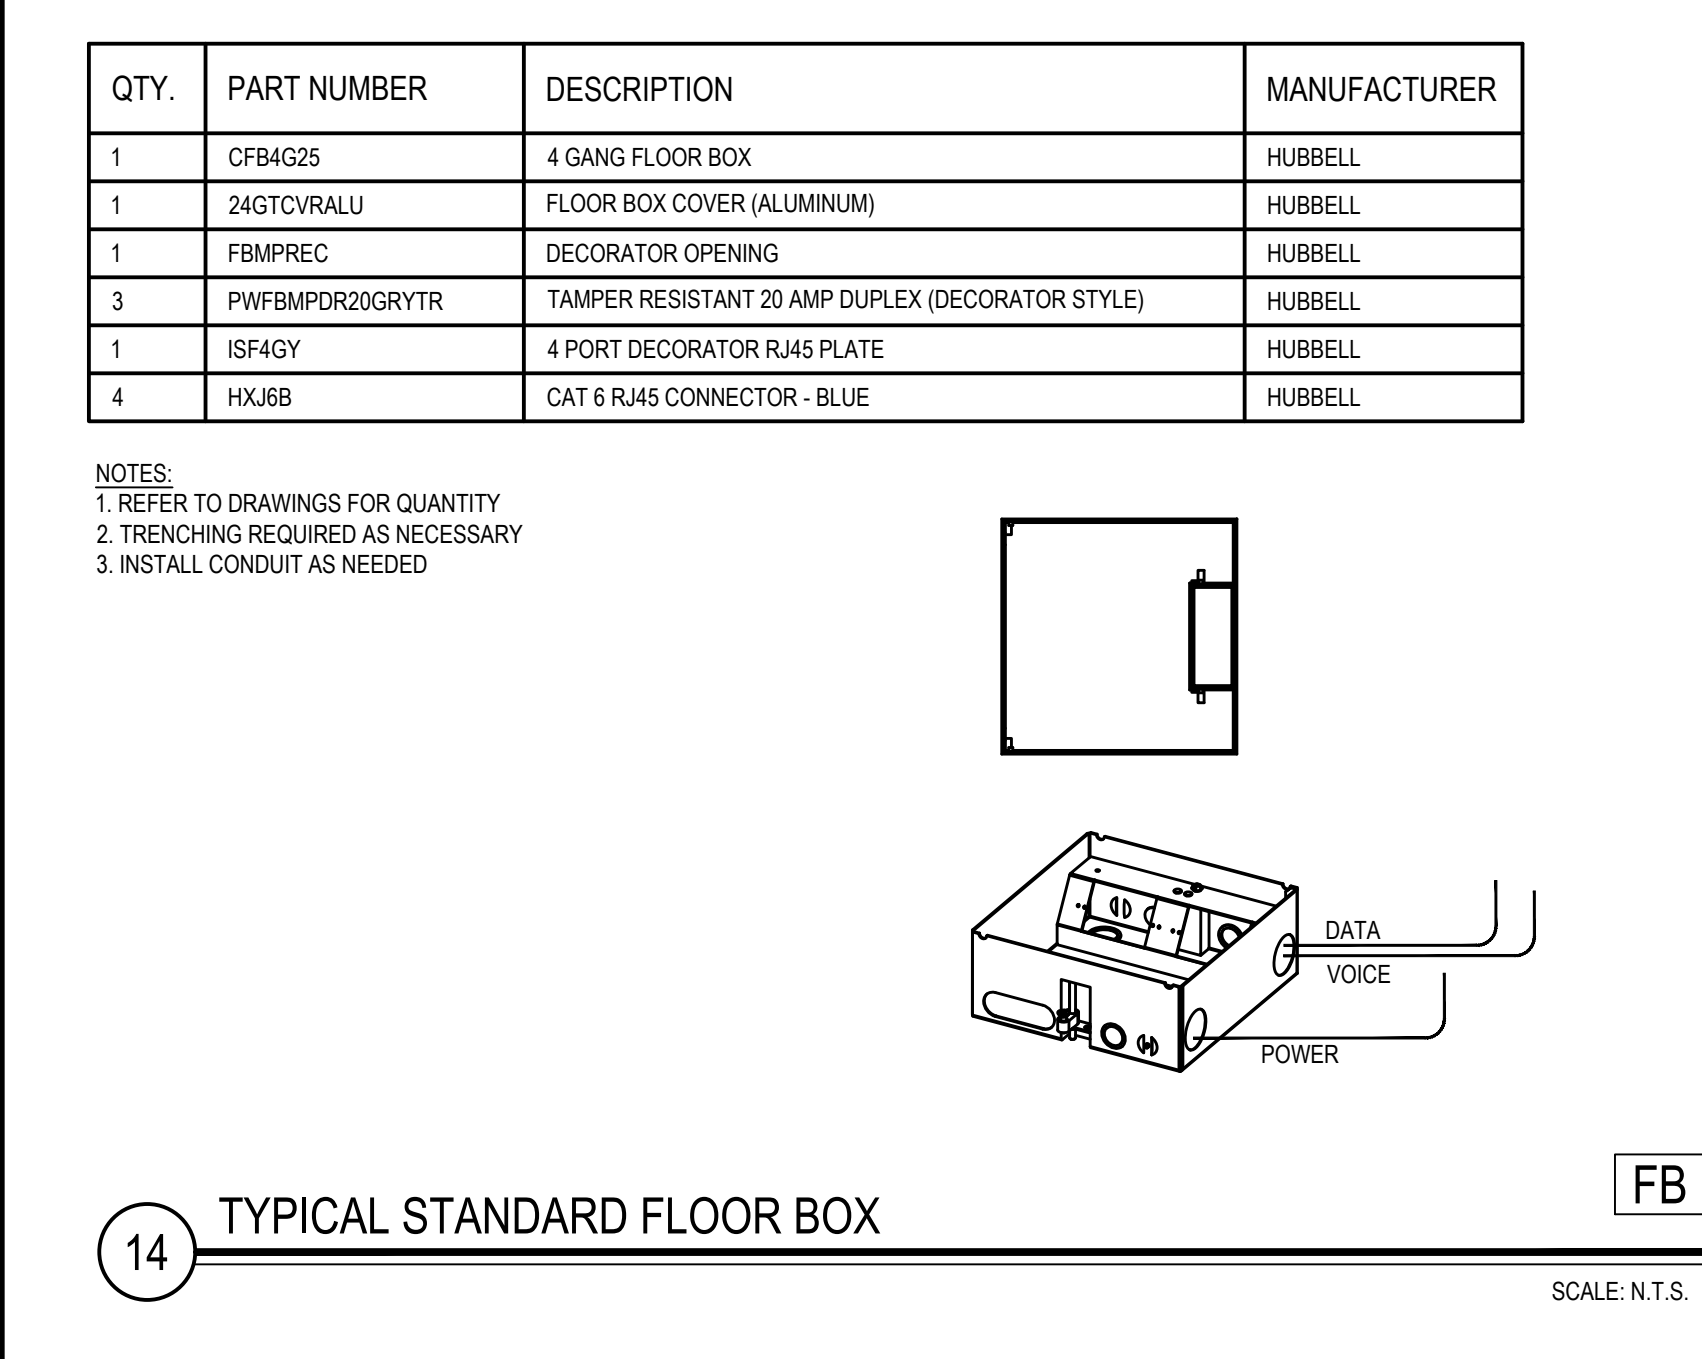 QTY. PART NUMBER DESCRIPTION MANUFACTURER
1 CFB4G25 4 GANG FLOOR BOX HUBBELL
1 24GTCVRALU FLOOR BOX COVER (ALUMINUM) HUBBELL
1 FBMPREC DECORATOR OPENING HUBBELL
3 PWFBMPDR20GRYTR TAMPER RESISTANT 20 AMP DUPLEX (DECORATOR STYLE) HUBBELL
1 ISF4GY 4 PORT DECORATOR RJ45 PLATE HUBBELL
4 HXJ6B CAT 6 RJ45 CONNECTOR - BLUE HUBBELL
NOTES:
1. REFER TO DRAWINGS FOR QUANTITY
2. TRENCHING REQUIRED AS NECESSARY
3. INSTALL CONDUIT AS NEEDED
DATA
VOICE
POWER
FB
14 TYPICAL STANDARD FLOOR BOX
SCALE: N.T.S.